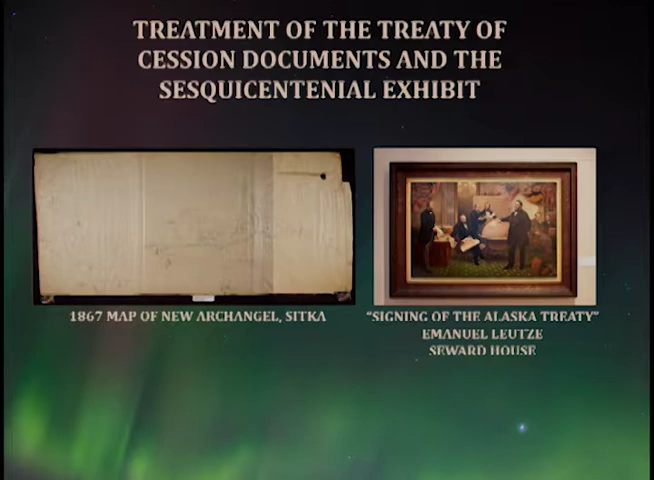 TREATMENT OF THE TREATY OF
CESSION DOCUMENTS AND THE
SESQUICENTENIAL EXHIBIT
1867 MAP OF NEW ARCHANGEL, SITKA
“SIGNING OF THE ALASKA TREATY”
EMANUEL LEUTZE
SEWARD HOUSE